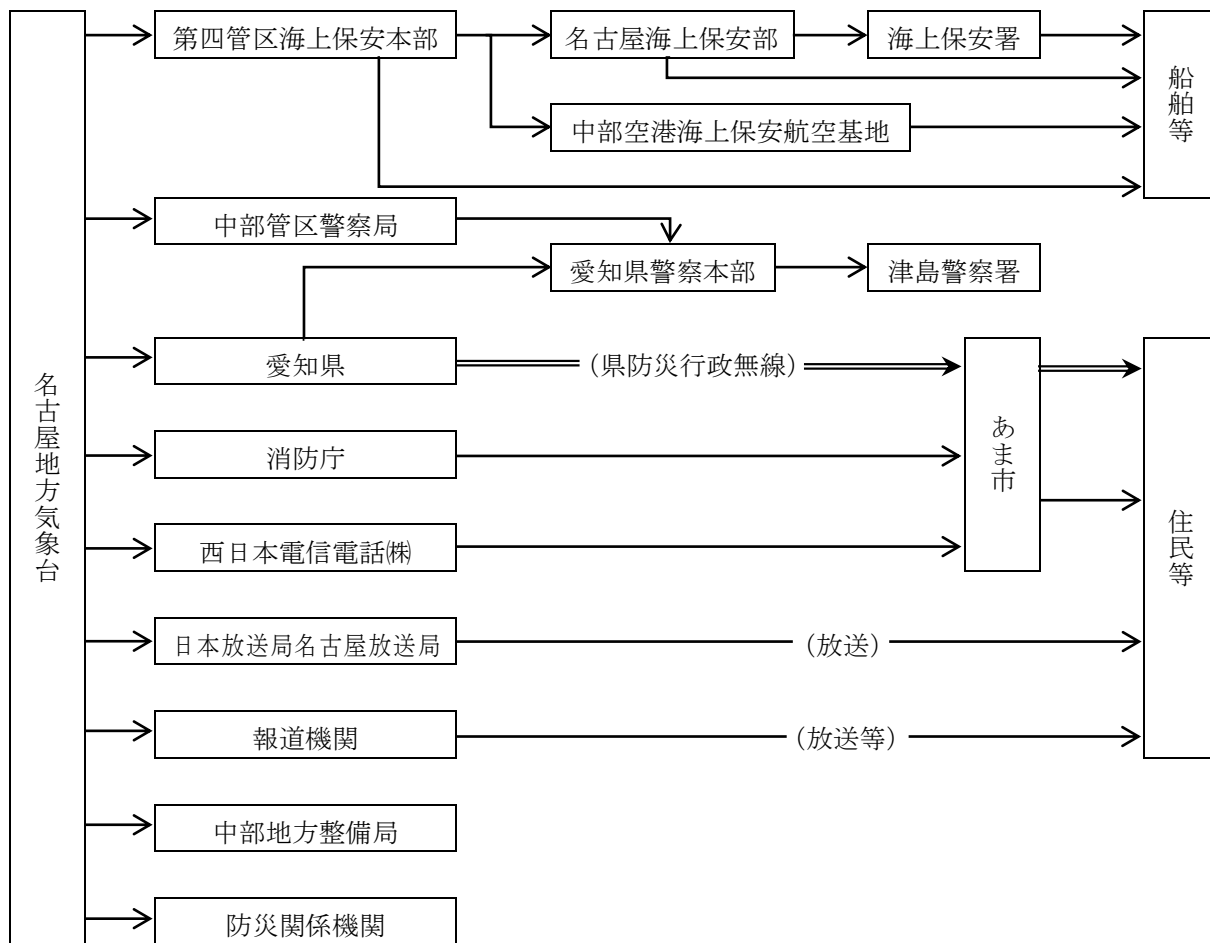 名古屋地方気象台
第四管区海上保安本部
名古屋海上保安部
海上保安署
船舶等
中部空港海上保安航空基地
中部管区警察局
愛知県警察本部
津島警察署
愛知県
(県防災行政無線)
あま市
住民等
消防庁
西日本電信電話㈱
日本放送局名古屋放送局
(放送)
報道機関
(放送等)
中部地方整備局
防災関係機関